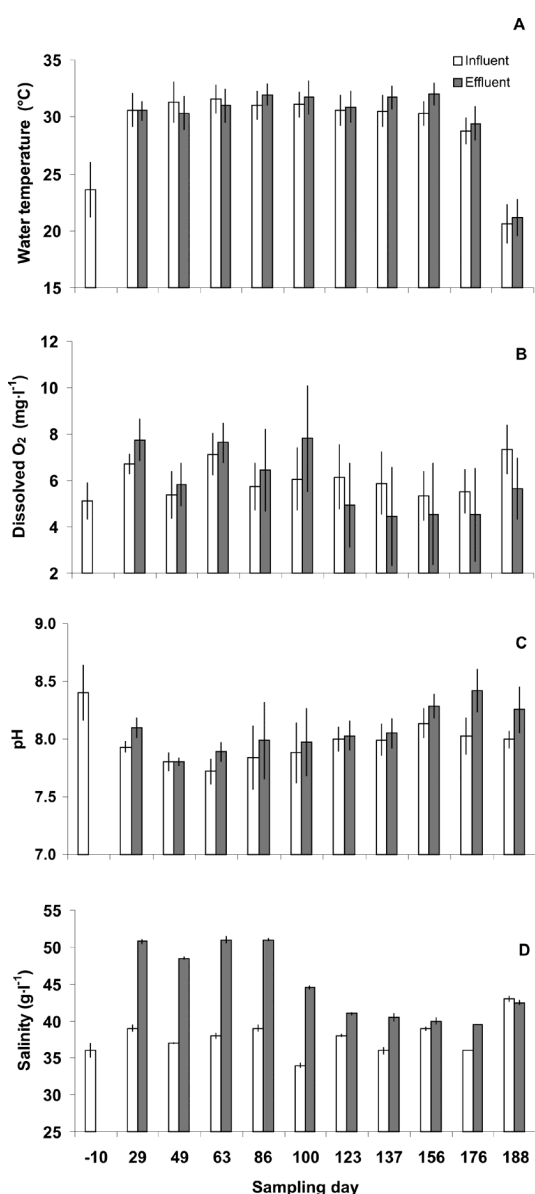 A
Influent
Effluent
Water temperature (°C)
35
30
25
20
15
B
Dissolved O₂ (mg·l⁻¹)
12
10
8
6
4
2
C
pH
9.0
8.5
8.0
7.5
7.0
D
Salinity (g·l⁻¹)
55
50
45
40
35
30
25
-10 29 49 63 86 100 123 137 156 176 188
Sampling day